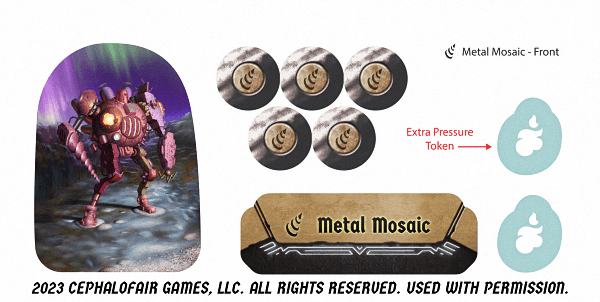 Metal Mosaic - Front
Extra Pressure
Token
Metal Mosaic
2023 CEPHALOFAIR GAMES, LLC. ALL RIGHTS RESERVED. USED WITH PERMISSION.